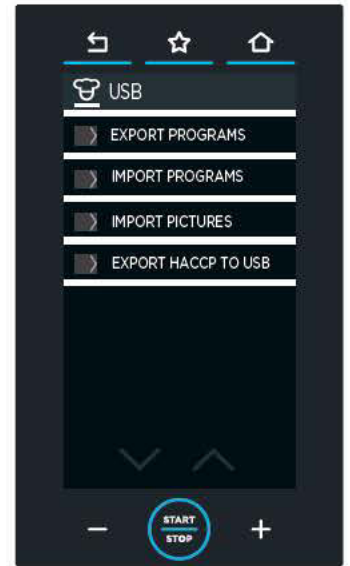 USB
EXPORT PROGRAMS
IMPORT PROGRAMS
IMPORT PICTURES
EXPORT HACCP TO USB
START
STOP